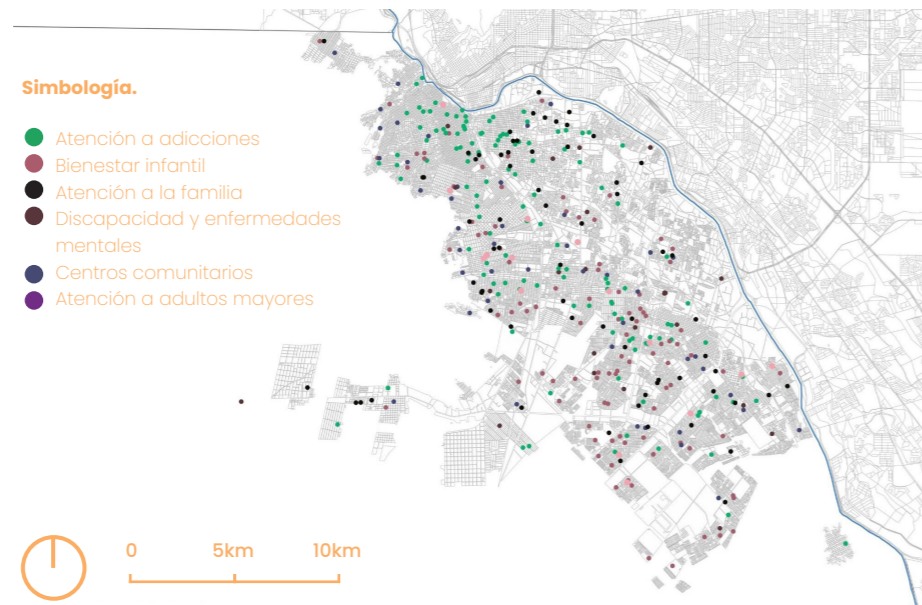 Simbología.
Atención a adicciones
Bienestar infantil
Atención a la familia
Discapacidad y enfermedades
mentales
Centros comunitarios
Atención a adultos mayores
0 5km 10km